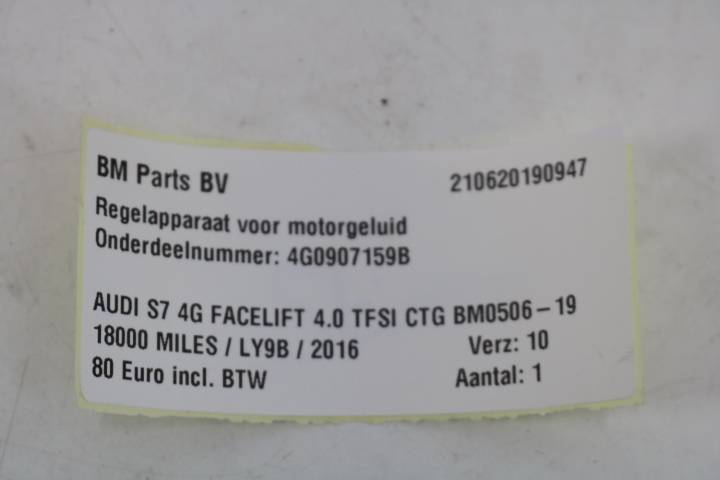 BM Parts BV 210620190947
Regelapparaat voor motorgeluid
Onderdeelnummer: 4G0907159B
AUDI S7 4G FACELIFT 4.0 TFSI CTG BM0506-19
18000 MILES / LY9B / 2016 Verz: 10
80 Euro incl. BTW Aantal: 1